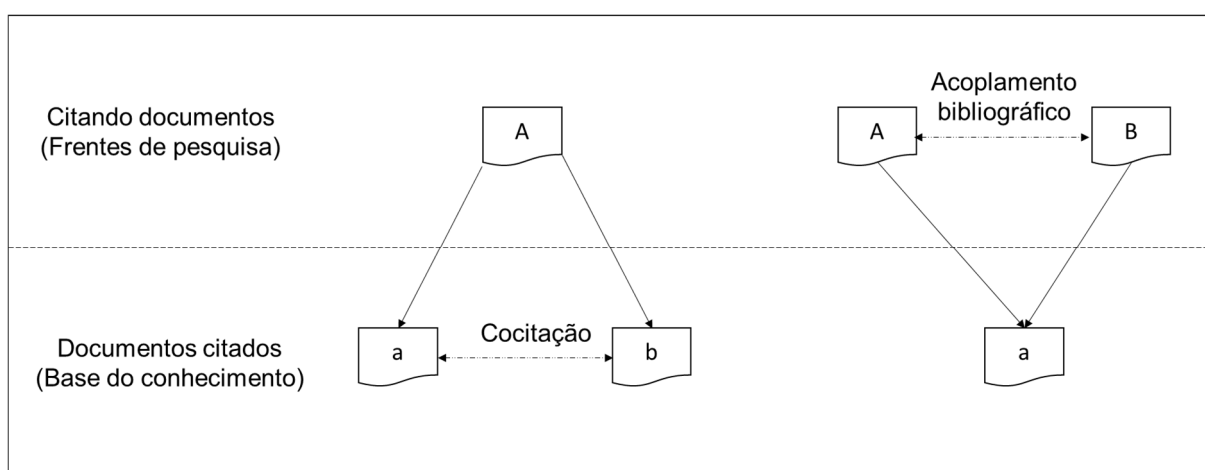 Citando documentos
(Frentes de pesquisa)
A
Acoplamento
bibliográfico
A
B
Documentos citados
(Base do conhecimento)
a
Cocitação
b
a